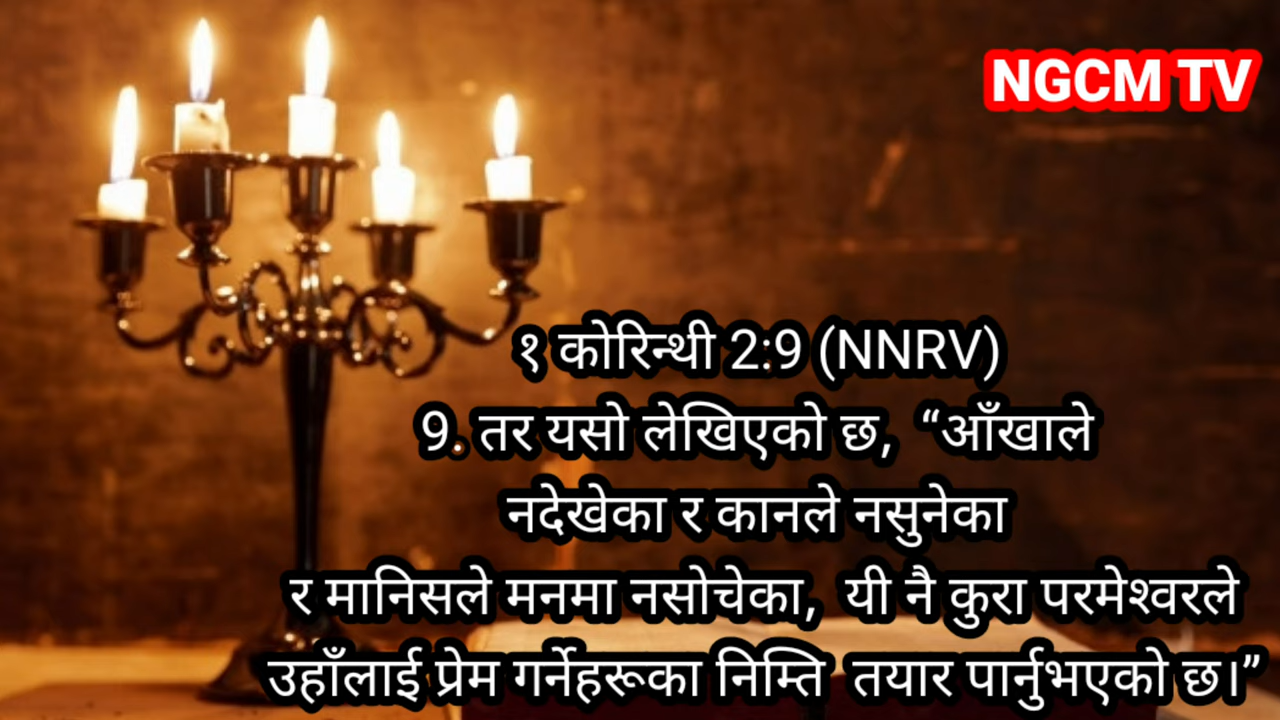 NGCM TV
१ कोरिन्थी 2:9 (NNRV)
9. तर यसो लेखिएको छ, “आँखाले
नदेखेका र कानले नसुनेका
र मानिसले मनमा नसोचेका, यी नै कुरा परमेश्वरले
उहाँलाई प्रेम गर्नेहरूका निम्ति तयार पार्नुभएको छ।”